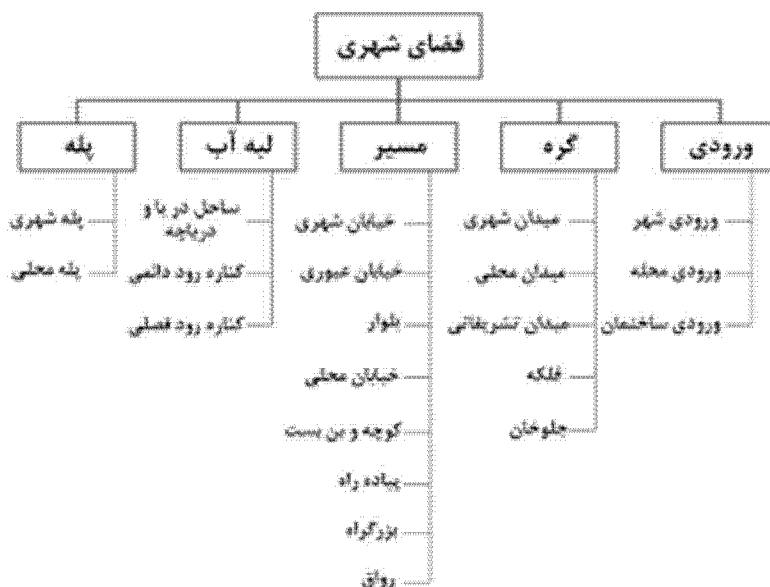 فضای شهری
ورودی
ورودی شهر
ورودی محله
ورودی ساختمان
گره
میدان شهری
میدان محلی
میدان تشریفاتی
فلکه
جلوخان
مسیر
خیابان شهری
خیابان عبوری
بلوار
خیابان محلی
کوچه و بن بست
پیاده راه
بزرگراه
رواق
لبه آب
ساحل دریا و
دریاچه
کناره رود دائمی
کناره رود فصلی
پله
پله شهری
پله محلی